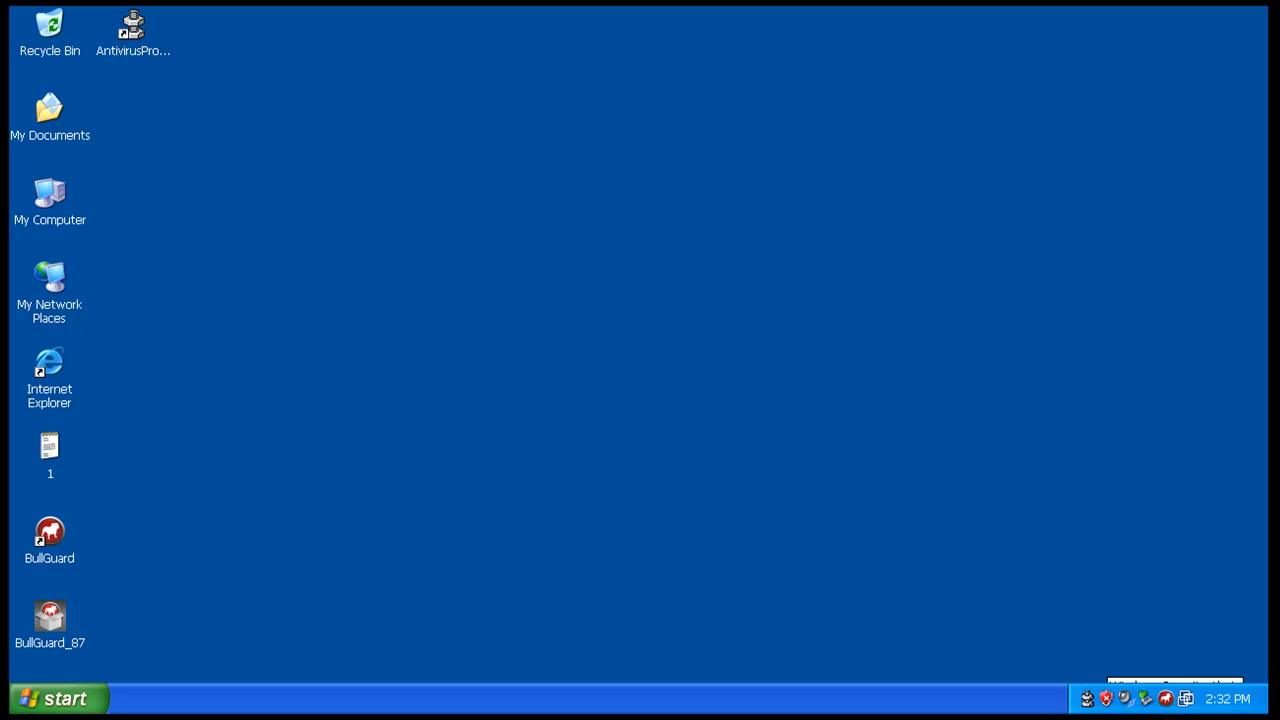 Recycle Bin
AntivirusPro...
My Documents
My Computer
My Network
Places
Internet
Explorer
1
BullGuard
BullGuard_87
start
2:32 PM